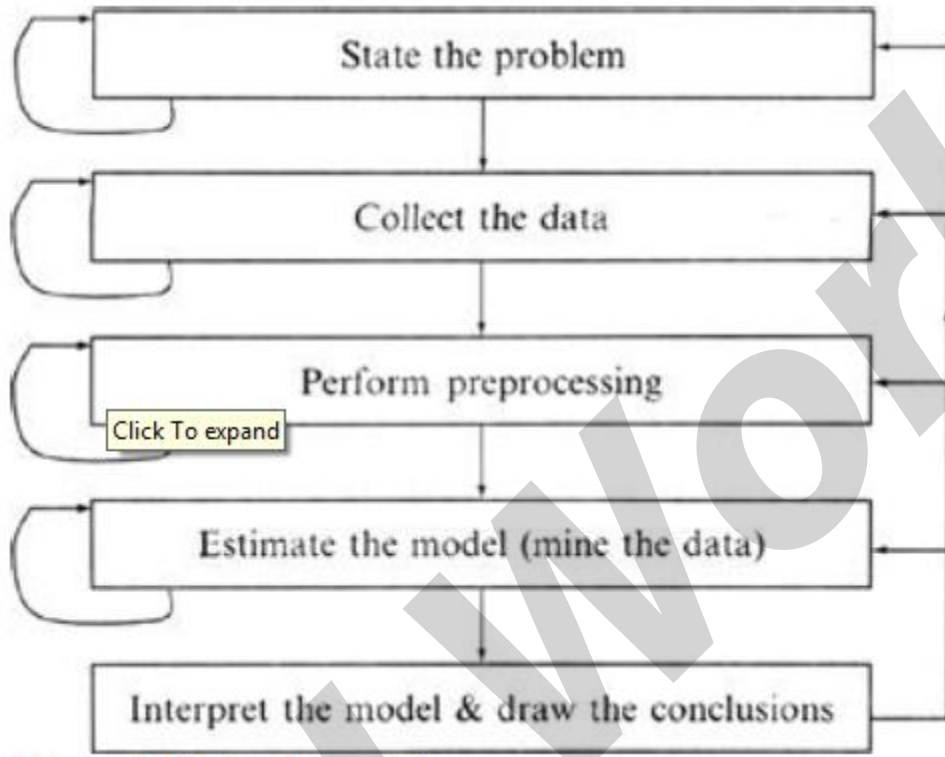 State the problem
Collect the data
Perform preprocessing
Click To expand
Estimate the model (mine the data)
Interpret the model & draw the conclusions